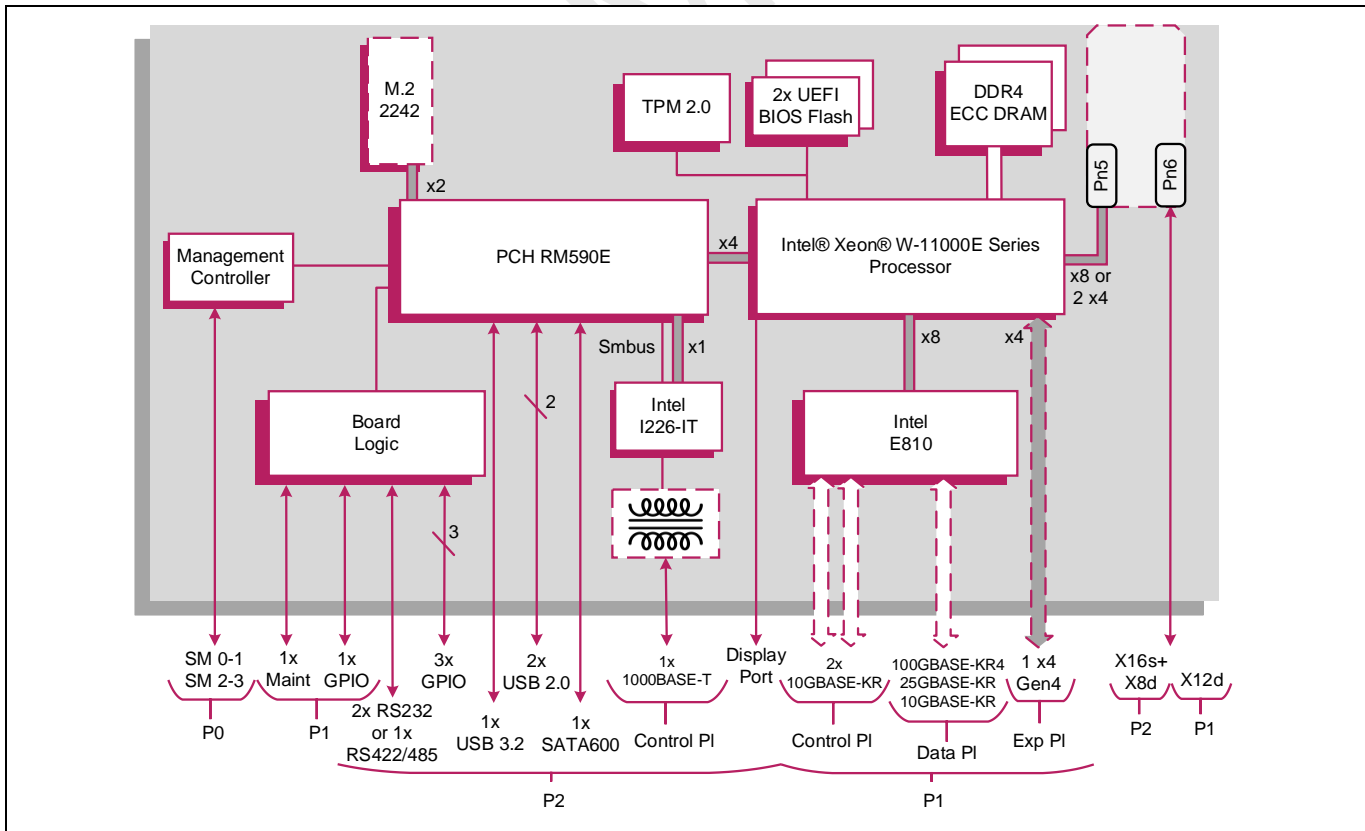 M.2
2242
TPM 2.0
2x UEFI
BIOS Flash
DDR4
ECC DRAM
Pn5
Pn6
x2
Management
Controller
PCH RM590E
x4
Intel® Xeon® W-11000E Series
Processor
x8 or
2 x4
Smbus
x1
x8
x4
Board
Logic
2
Intel
I226-IT
Intel
E810
3
SM 0-1
SM 2-3
P0
1x
Maint
1x
GPIO
P1
2x RS232
or 1x
RS422/485
3x
GPIO
1x
USB 3.2
2x
USB 2.0
1x
SATA600
1x
1000BASE-T
Control Pl
Display
Port
2x
10GBASE-KR
Control Pl
100GBASE-KR4
25GBASE-KR
10GBASE-KR
Data Pl
1 x4
Gen4
Exp Pl
X16s+
X8d
P2
X12d
P1
P2
P1